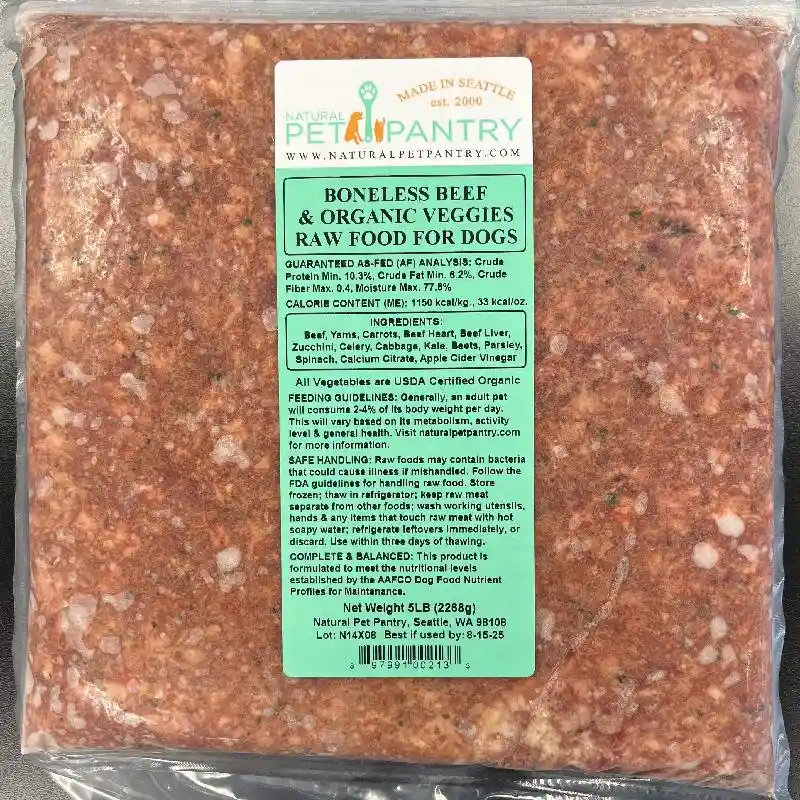 MADE IN SEATTLE
est. 2000
NATURAL
PET PANTRY
WWW.NATURALPETPANTRY.COM
BONELESS BEEF
& ORGANIC VEGGIES
RAW FOOD FOR DOGS
GUARANTEED AS-FED (AF) ANALYSIS: Crude
Protein Min. 10.3%, Crude Fat Min. 6.2%, Crude
Fiber Max. 0.4, Moisture Max. 77.8%
CALORIE CONTENT (ME): 1150 kcal/kg., 33 kcal/oz.
INGREDIENTS:
Beef, Yams, Carrots, Beef Heart, Beef Liver,
Zucchini, Celery, Cabbage, Kale, Beets, Parsley,
Spinach, Calcium Citrate, Apple Cider Vinegar
All Vegetables are USDA Certified Organic
FEEDING GUIDELINES: Generally, an adult pet
will consume 2-4% of its body weight per day.
This will vary based on its metabolism, activity
level & general health. Visit naturalpetpantry.com
for more information.
SAFE HANDLING: Raw foods may contain bacteria
that could cause illness if mishandled. Follow the
FDA guidelines for handling raw food. Store
frozen; thaw in refrigerator; keep raw meat
separate from other foods; wash working utensils,
hands & any items that touch raw meat with hot
soapy water; refrigerate leftovers immediately, or
discard. Use within three days of thawing.
COMPLETE & BALANCED: This product is
formulated to meet the nutritional levels
established by the AAFCO Dog Food Nutrient
Profiles for Maintenance.
Net Weight 5LB (2268g)
Natural Pet Pantry, Seattle, WA 98108
Lot: N14X08 Best if used by: 8-15-25
8 97991 00213 3